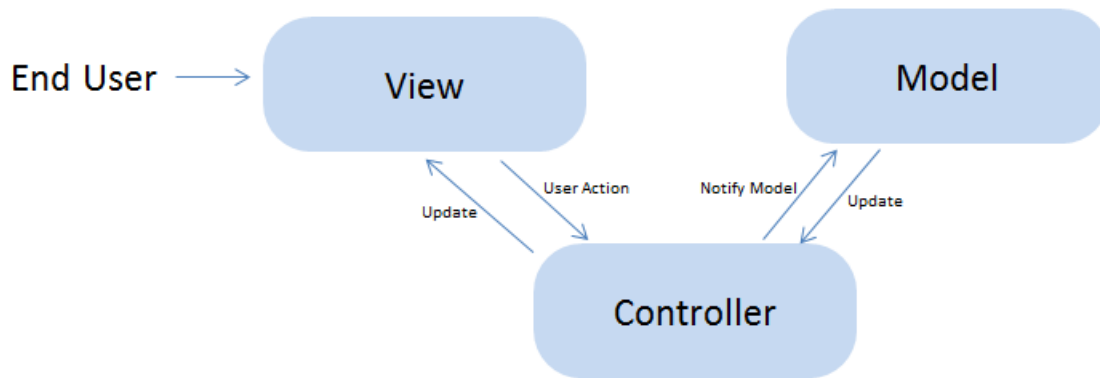 End User
View
Model
User Action
Notify Model
Update
Update
Controller